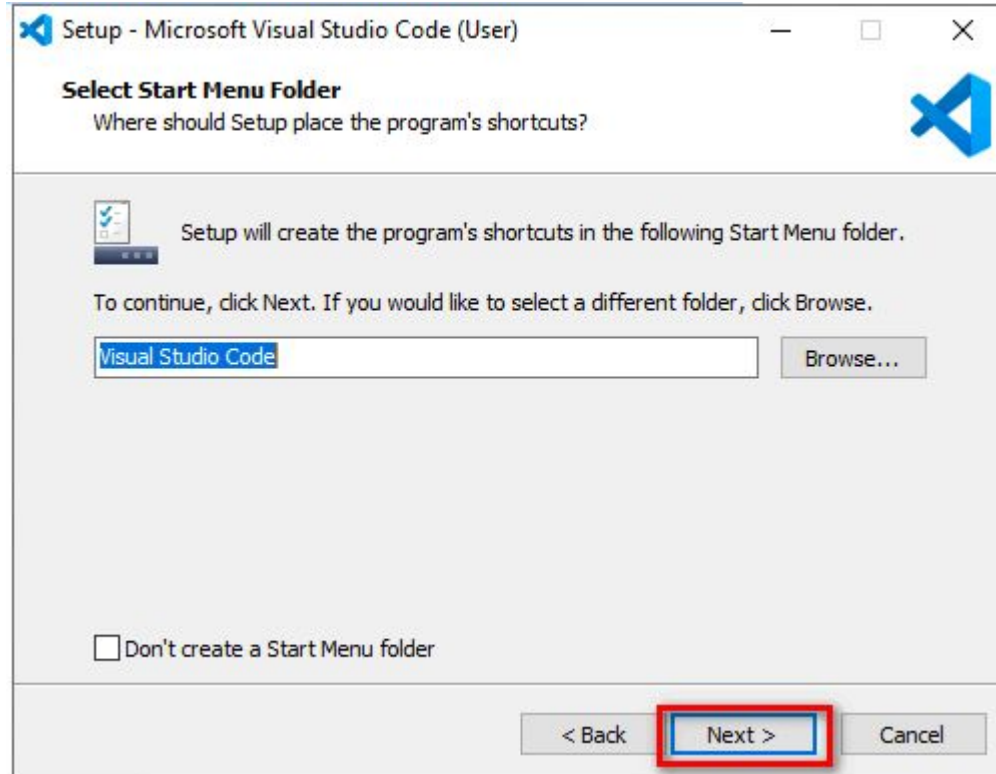 Setup - Microsoft Visual Studio Code (User)
Select Start Menu Folder
Where should Setup place the program's shortcuts?
Setup will create the program's shortcuts in the following Start Menu folder.
To continue, click Next. If you would like to select a different folder, click Browse.
Visual Studio Code
Browse...
Don't create a Start Menu folder
< Back
Next >
Cancel